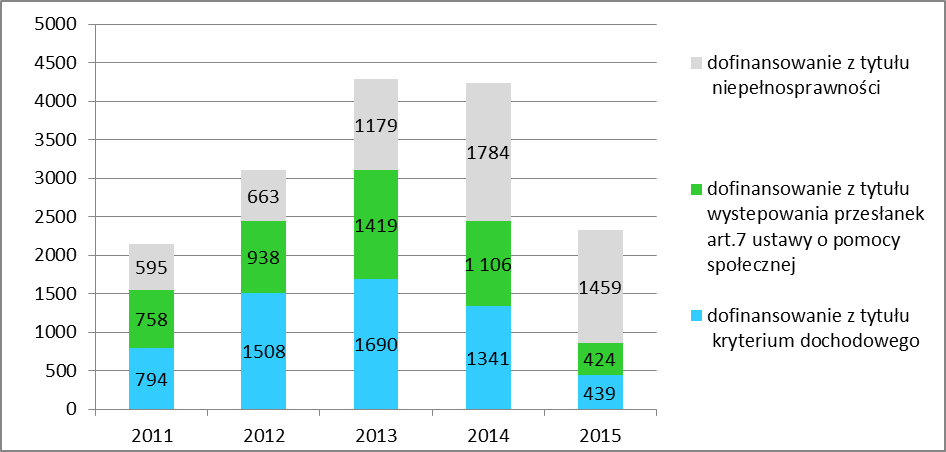 5000
4500
4000
3500
3000
2500
2000
1500
1000
500
0
595
758
794
663
938
1508
1179
1419
1690
1784
1 106
1341
1459
424
439
2011 2012 2013 2014 2015
dofinansowanie z tytułu
niepełnosprawności
dofinansowanie z tytułu
wystepowania przesłanek
art.7 ustawy o pomocy
społecznej
dofinansowanie z tytułu
kryterium dochodowego